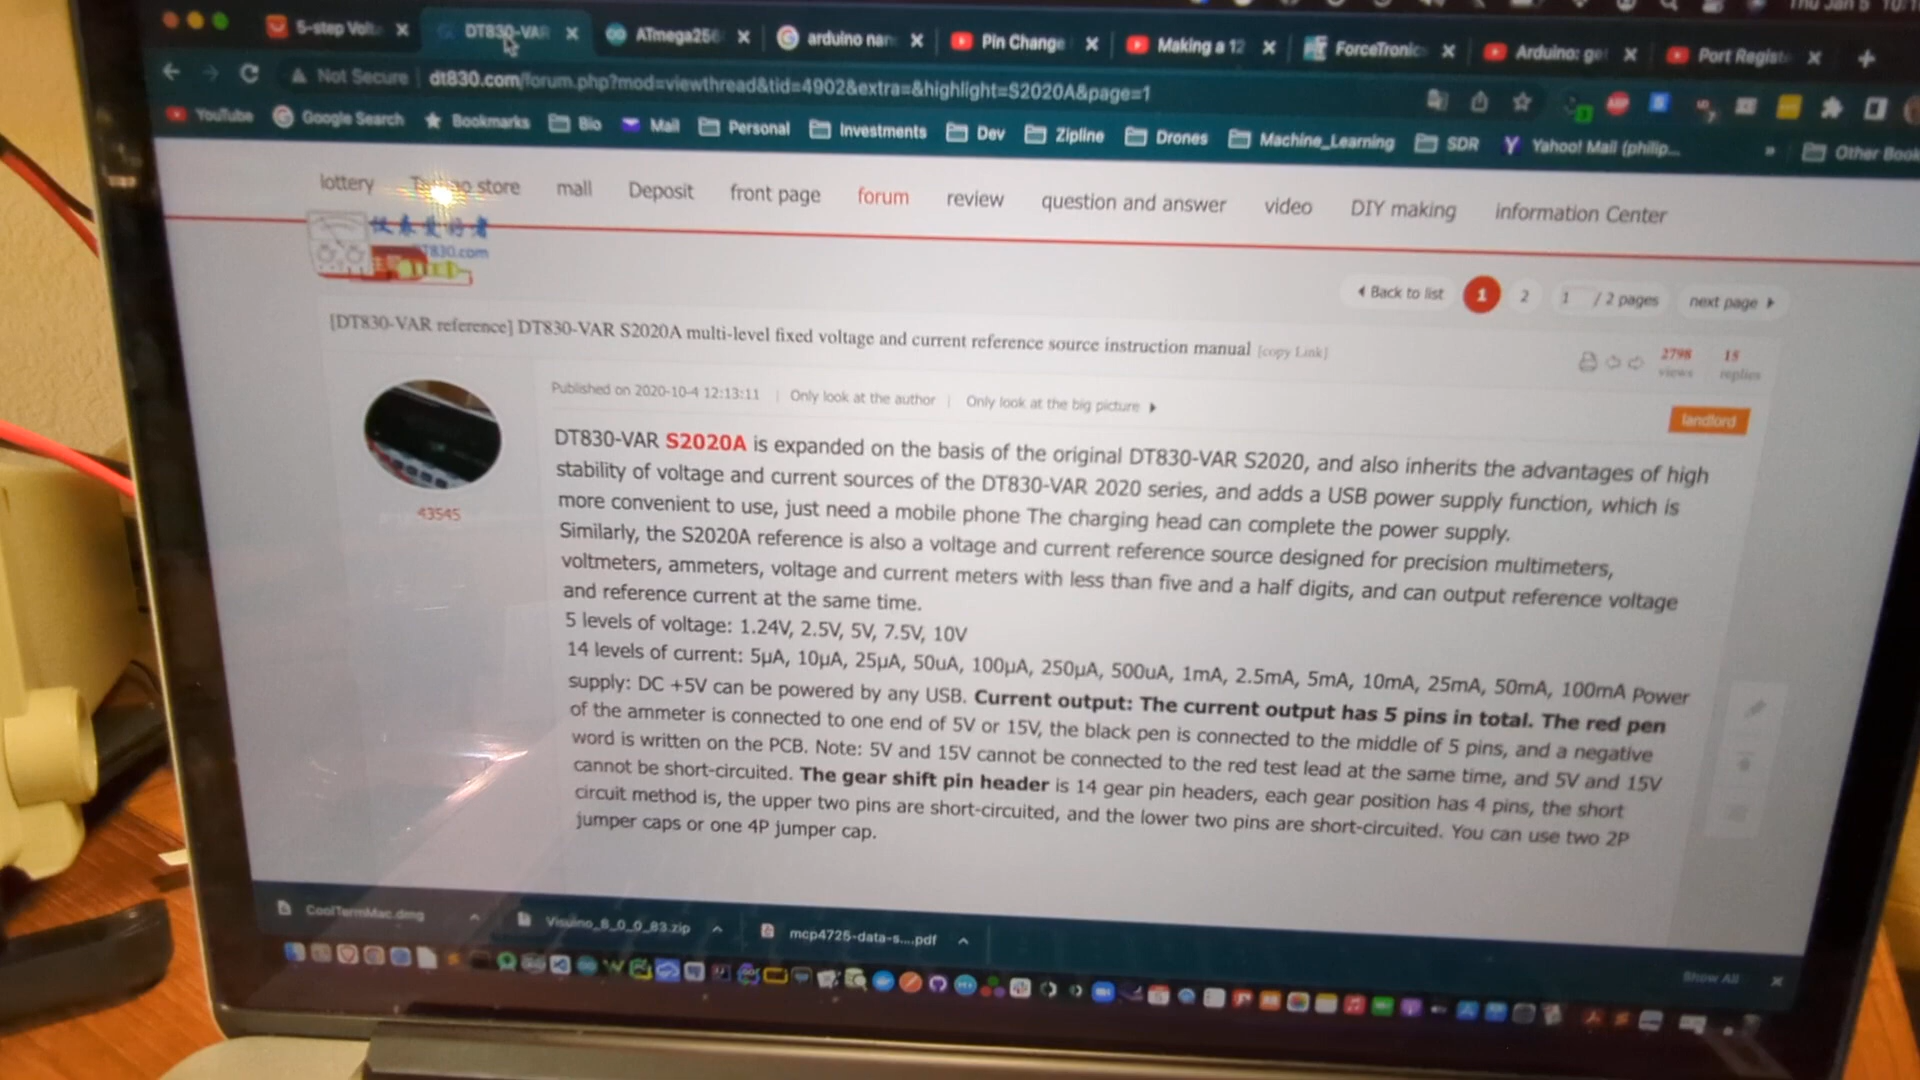 Thu Jan 5
5-step Volt
DT830-VAR
ATmega256
arduino nan
Pin Change
Making a 12
ForceTronic
Arduino: ge
Port Regist
Not Secure
dt830.com/forum.php?mod=viewthread&tid=4902&extra=&highlight=S2020A&page=1
YouTube Google Search Bookmarks Bio Mail Personal Investments Dev Zipline Drones Machine_Learning SDR Yahoo! Mail (philip... » Other Book
lottery store mall Deposit front page forum review question and answer video DIY making information Center
仪表爱好者
DT830.com
Back to list 1 2 1 / 2 pages next page
[DT830-VAR reference] DT830-VAR S2020A multi-level fixed voltage and current reference source instruction manual [copy Link]
2798 views
15 replies
Published on 2020-10-4 12:13:11 | Only look at the author | Only look at the big picture
landlord
43545
DT830-VAR S2020A is expanded on the basis of the original DT830-VAR S2020, and also inherits the advantages of high
stability of voltage and current sources of the DT830-VAR 2020 series, and adds a USB power supply function, which is
more convenient to use, just need a mobile phone The charging head can complete the power supply.
Similarly, the S2020A reference is also a voltage and current reference source designed for precision multimeters,
voltmeters, ammeters, voltage and current meters with less than five and a half digits, and can output reference voltage
and reference current at the same time.
5 levels of voltage: 1.24V, 2.5V, 5V, 7.5V, 10V
14 levels of current: 5μA, 10μA, 25μA, 50uA, 100μA, 250μA, 500uA, 1mA, 2.5mA, 5mA, 10mA, 25mA, 50mA, 100mA Power
supply: DC +5V can be powered by any USB. Current output: The current output has 5 pins in total. The red pen
of the ammeter is connected to one end of 5V or 15V, the black pen is connected to the middle of 5 pins, and a negative
word is written on the PCB. Note: 5V and 15V cannot be connected to the red test lead at the same time, and 5V and 15V
cannot be short-circuited. The gear shift pin header is 14 gear pin headers, each gear position has 4 pins, the short
circuit method is, the upper two pins are short-circuited, and the lower two pins are short-circuited. You can use two 2P
jumper caps or one 4P jumper cap.
CoolTermMac.dmg
Visuino_8_0_0_83.zip
mcp4725-data-s....pdf
Show All